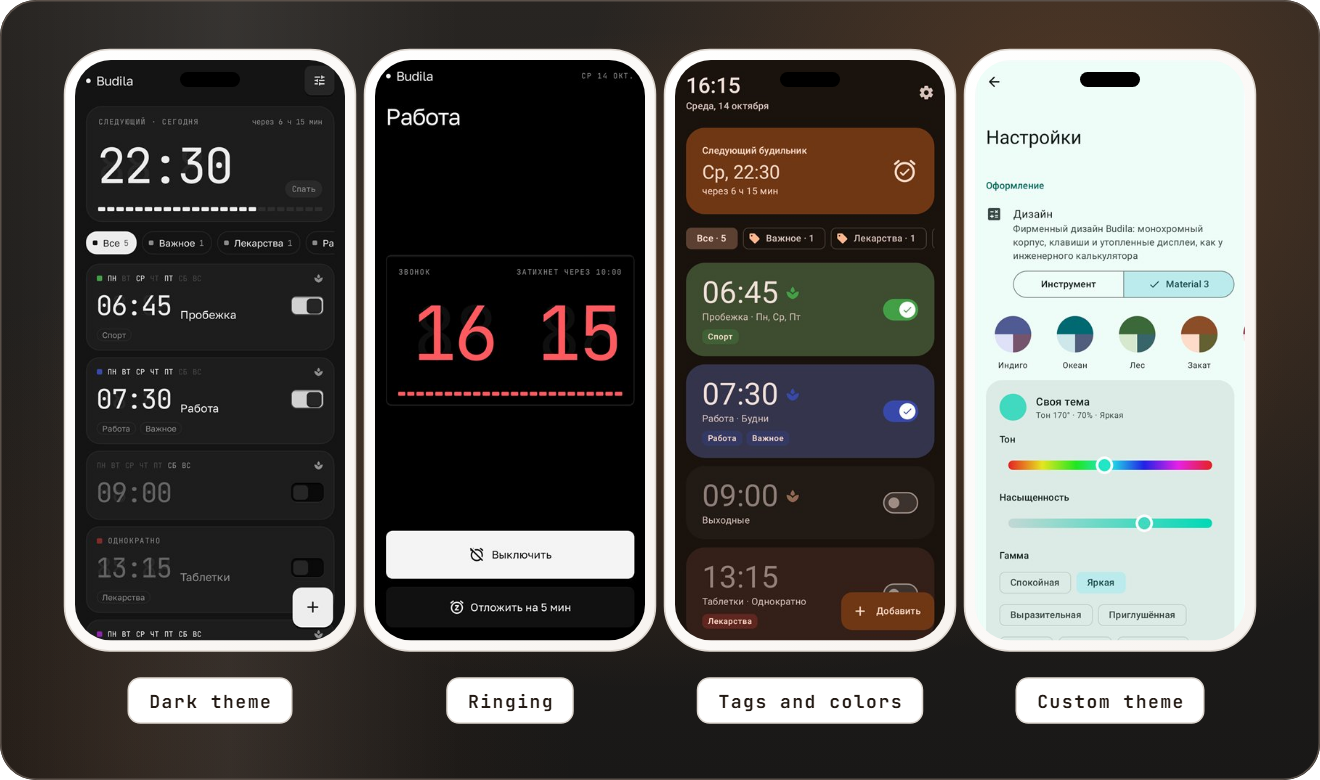 Budila
СЛЕДУЮЩИЙ · СЕГОДНЯ
через 6 ч 15 мин
22:30
Спать
Все 5
Важное 1
Лекарства 1
Ра
ПН ВТ СР ЧТ ПТ СБ ВС
06:45 Пробежка
Спорт
ПН ВТ СР ЧТ ПТ СБ ВС
07:30 Работа
Работа Важное
ПН ВТ СР ЧТ ПТ СБ ВС
09:00
ОДНОКРАТНО
13:15 Таблетки
Лекарства
+
ПН ВТ СР ЧТ ПТ СБ ВС
Dark theme
Budila
СР 14 ОКТ.
Работа
ЗВОНОК
ЗАТИХНЕТ ЧЕРЕЗ 10:00
16 15
Выключить
Отложить на 5 мин
Ringing
16:15
Среда, 14 октября
Следующий будильник
Ср, 22:30
через 6 ч 15 мин
Все · 5
Важное · 1
Лекарства · 1
06:45
Пробежка · Пн, Ср, Пт
Спорт
07:30
Работа · Будни
Работа Важное
09:00
Выходные
13:15
Таблетки · Однократно
Лекарства
+ Добавить
Tags and colors
Настройки
Оформление
Дизайн
Фирменный дизайн Budila: монохромный
корпус, клавиши и утопленные дисплеи, как у
инженерного калькулятора
Инструмент
Material 3
Индиго
Океан
Лес
Закат
Своя тема
Тон 170° · 70% · Яркая
Тон
Насыщенность
Гамма
Спокойная
Яркая
Выразительная
Приглушённая
Custom theme